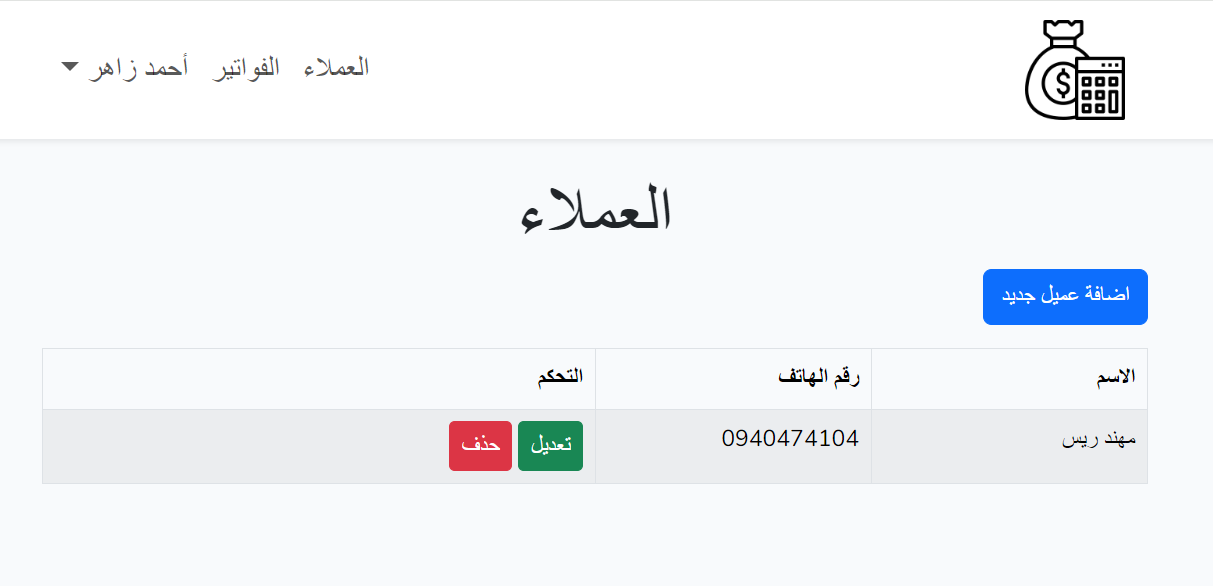 العملاء الفواتير أحمد زاهر
$
العملاء
اضافة عميل جديد
الاسم رقم الهاتف التحكم
مهند ريس 0940474104 تعديل حذف